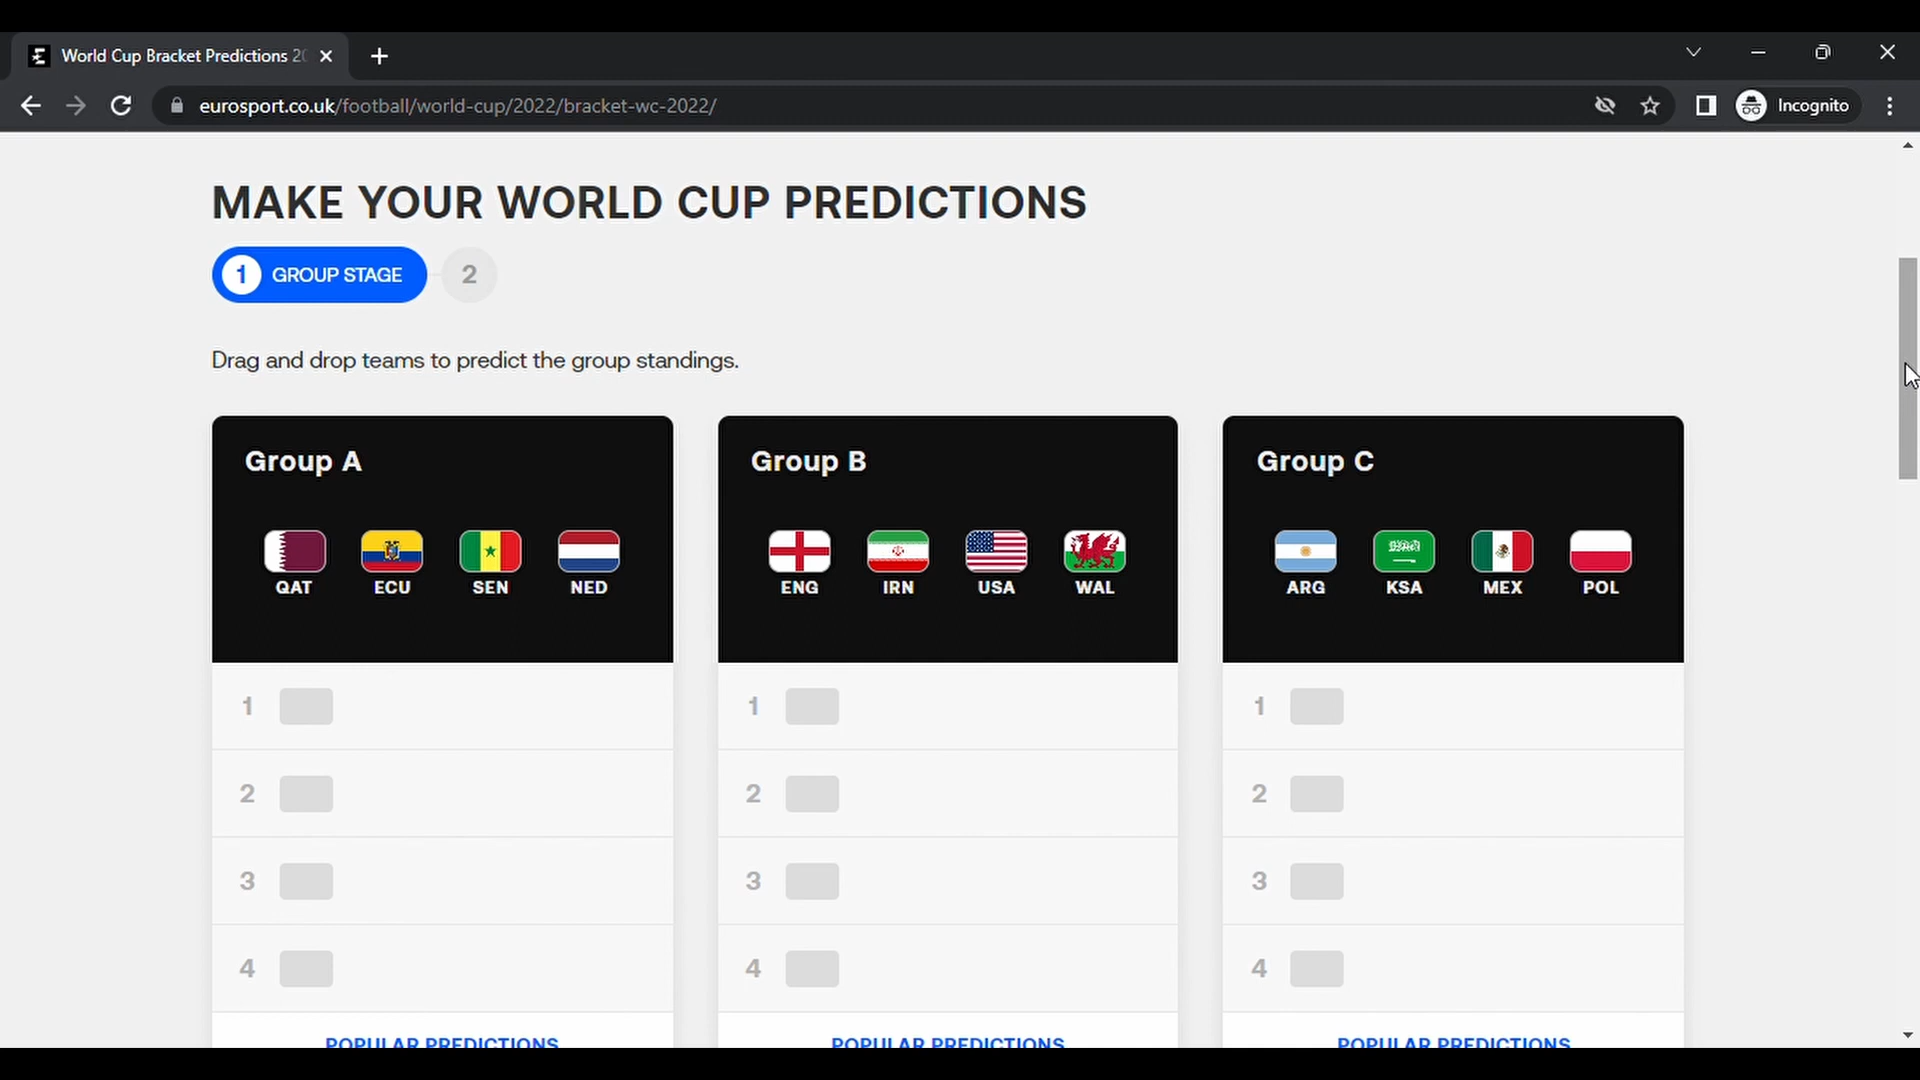 World Cup Bracket Predictions 20
eurosport.co.uk/football/world-cup/2022/bracket-wc-2022/
Incognito
MAKE YOUR WORLD CUP PREDICTIONS
1 GROUP STAGE 2
Drag and drop teams to predict the group standings.
Group A
QAT ECU SEN NED
1
2
3
4
POPULAR PREDICTIONS
Group B
ENG IRN USA WAL
1
2
3
4
POPULAR PREDICTIONS
Group C
ARG KSA MEX POL
1
2
3
4
POPULAR PREDICTIONS